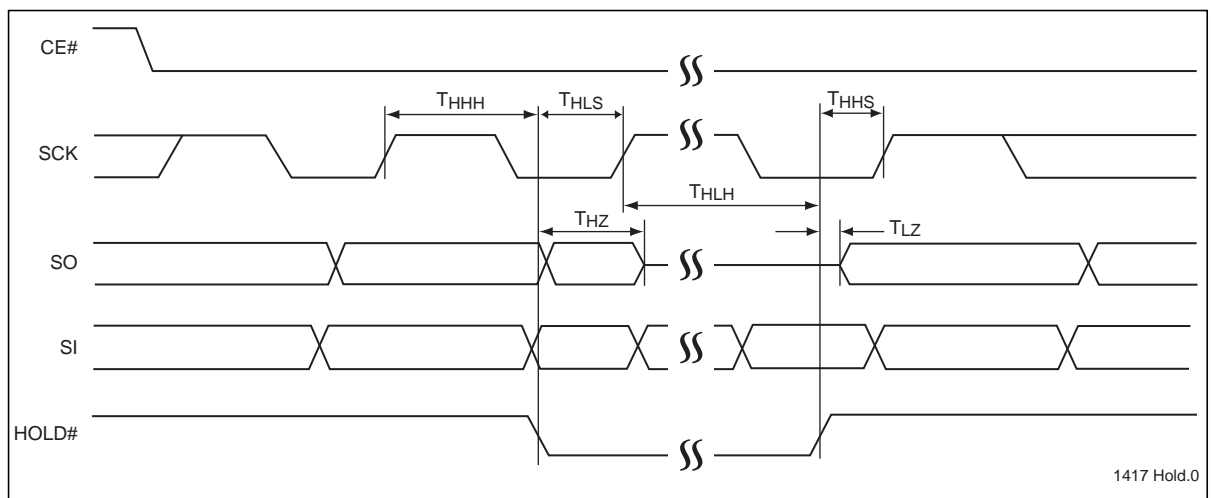 CE#
THHH
THLS
THHS
SCK
THLH
THZ
TLZ
SO
SI
HOLD#
1417 Hold.0